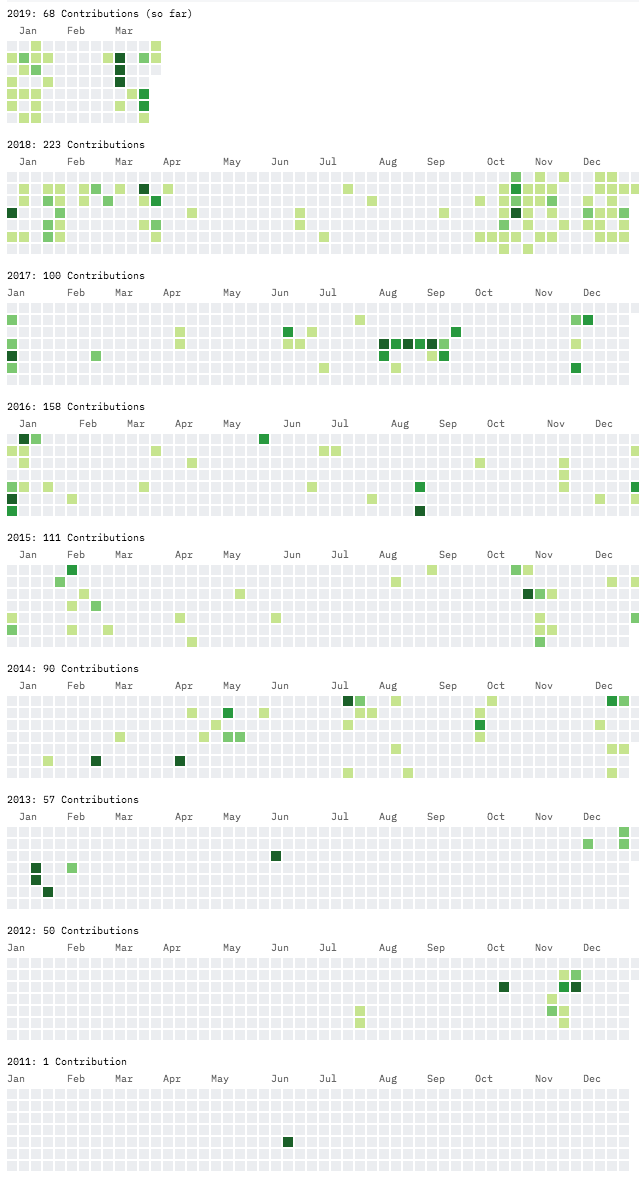 2019: 68 Contributions (so far)
Jan Feb Mar
2018: 223 Contributions
Jan Feb Mar Apr May Jun Jul Aug Sep Oct Nov Dec
2017: 100 Contributions
Jan Feb Mar Apr May Jun Jul Aug Sep Oct Nov Dec
2016: 158 Contributions
Jan Feb Mar Apr May Jun Jul Aug Sep Oct Nov Dec
2015: 111 Contributions
Jan Feb Mar Apr May Jun Jul Aug Sep Oct Nov Dec
2014: 90 Contributions
Jan Feb Mar Apr May Jun Jul Aug Sep Oct Nov Dec
2013: 57 Contributions
Jan Feb Mar Apr May Jun Jul Aug Sep Oct Nov Dec
2012: 50 Contributions
Jan Feb Mar Apr May Jun Jul Aug Sep Oct Nov Dec
2011: 1 Contribution
Jan Feb Mar Apr May Jun Jul Aug Sep Oct Nov Dec